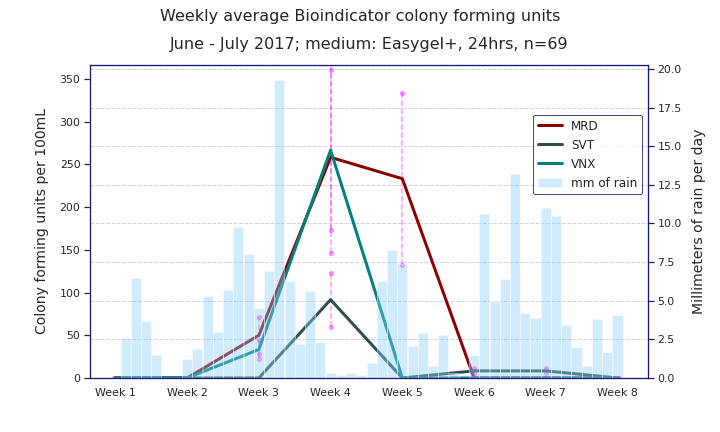 Weekly average Bioindicator colony forming units
June - July 2017; medium: Easygel+, 24hrs, n=69
Colony forming units per 100mL
350
300
250
200
150
100
50
0
20.0
17.5
15.0
12.5
10.0
7.5
5.0
2.5
0.0
Millimeters of rain per day
MRD
SVT
VNX
mm of rain
Week 1 Week 2 Week 3 Week 4 Week 5 Week 6 Week 7 Week 8